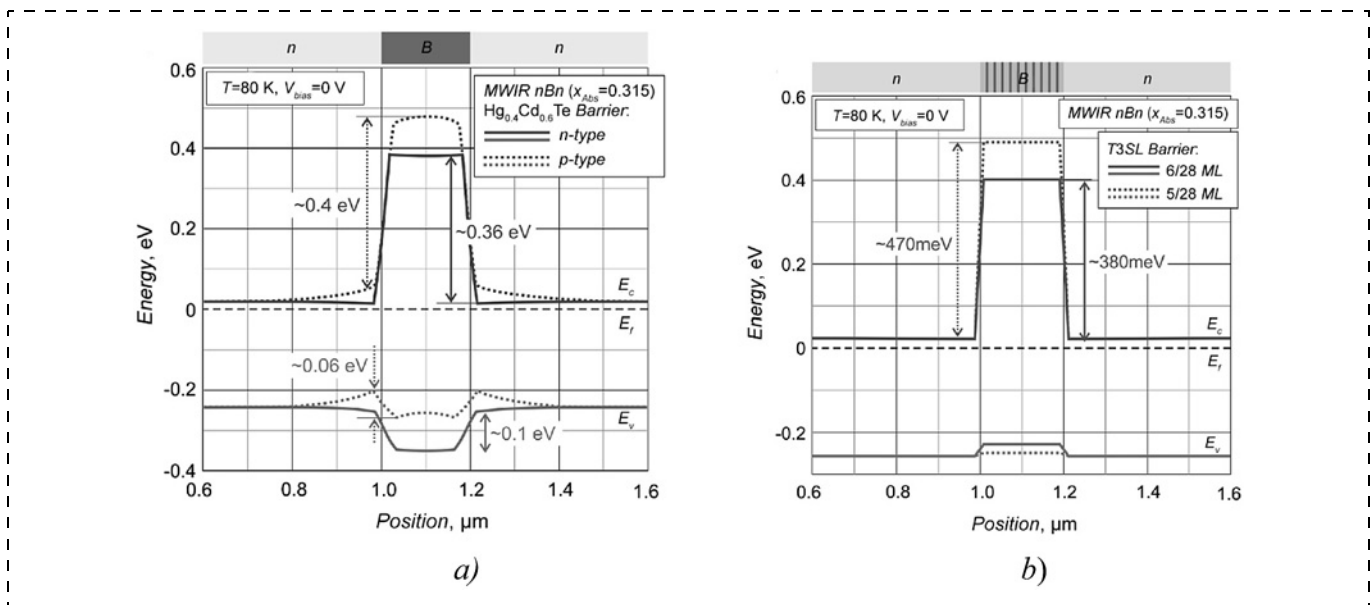 n B n
T=80 K, V_bias=0 V
MWIR nBn (x_Abs=0.315)
Hg0.4Cd0.6Te Barrier:
n-type
p-type
0.6
0.4
0.2
0
-0.2
-0.4
Energy, eV
~0.4 eV
~0.36 eV
~0.06 eV
~0.1 eV
E_c
E_f
E_v
0.6 0.8 1.0 1.2 1.4 1.6
Position, µm
a)
n B n
T=80 K, V_bias=0 V
MWIR nBn (x_Abs=0.315)
T3SL Barrier:
6/28 ML
5/28 ML
0.6
0.4
0.2
0
-0.2
Energy, eV
~470meV
~380meV
E_c
E_f
E_v
0.6 0.8 1.0 1.2 1.4 1.6
Position, µm
b)